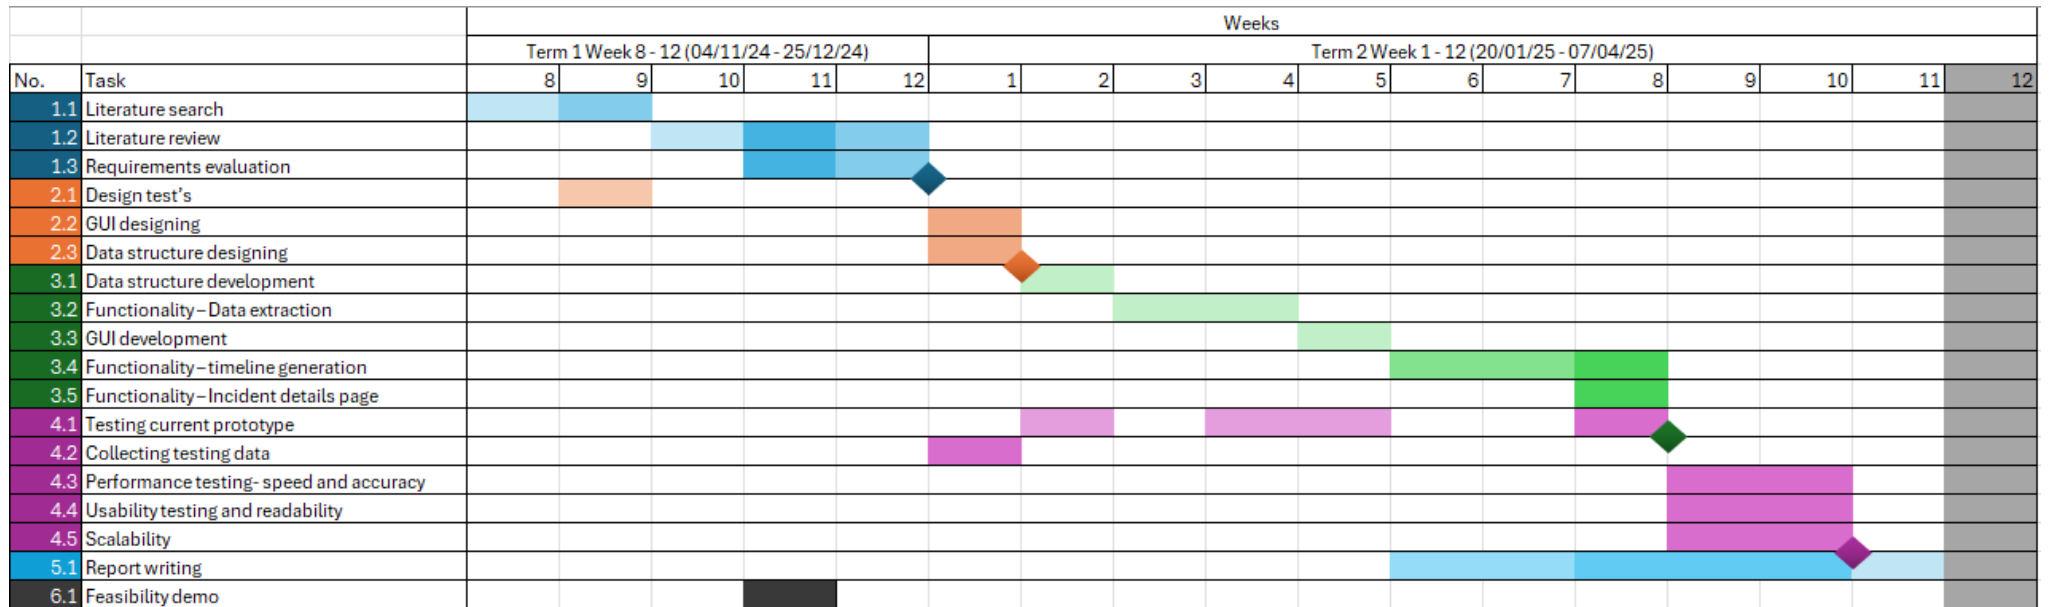 Weeks
Term 1 Week 8 - 12 (04/11/24 - 25/12/24) Term 2 Week 1 - 12 (20/01/25 - 07/04/25)
No. Task 8 9 10 11 12 1 2 3 4 5 6 7 8 9 10 11 12
1.1 Literature search
1.2 Literature review
1.3 Requirements evaluation
2.1 Design test's
2.2 GUI designing
2.3 Data structure designing
3.1 Data structure development
3.2 Functionality – Data extraction
3.3 GUI development
3.4 Functionality – timeline generation
3.5 Functionality – Incident details page
4.1 Testing current prototype
4.2 Collecting testing data
4.3 Performance testing- speed and accuracy
4.4 Usability testing and readability
4.5 Scalability
5.1 Report writing
6.1 Feasibility demo